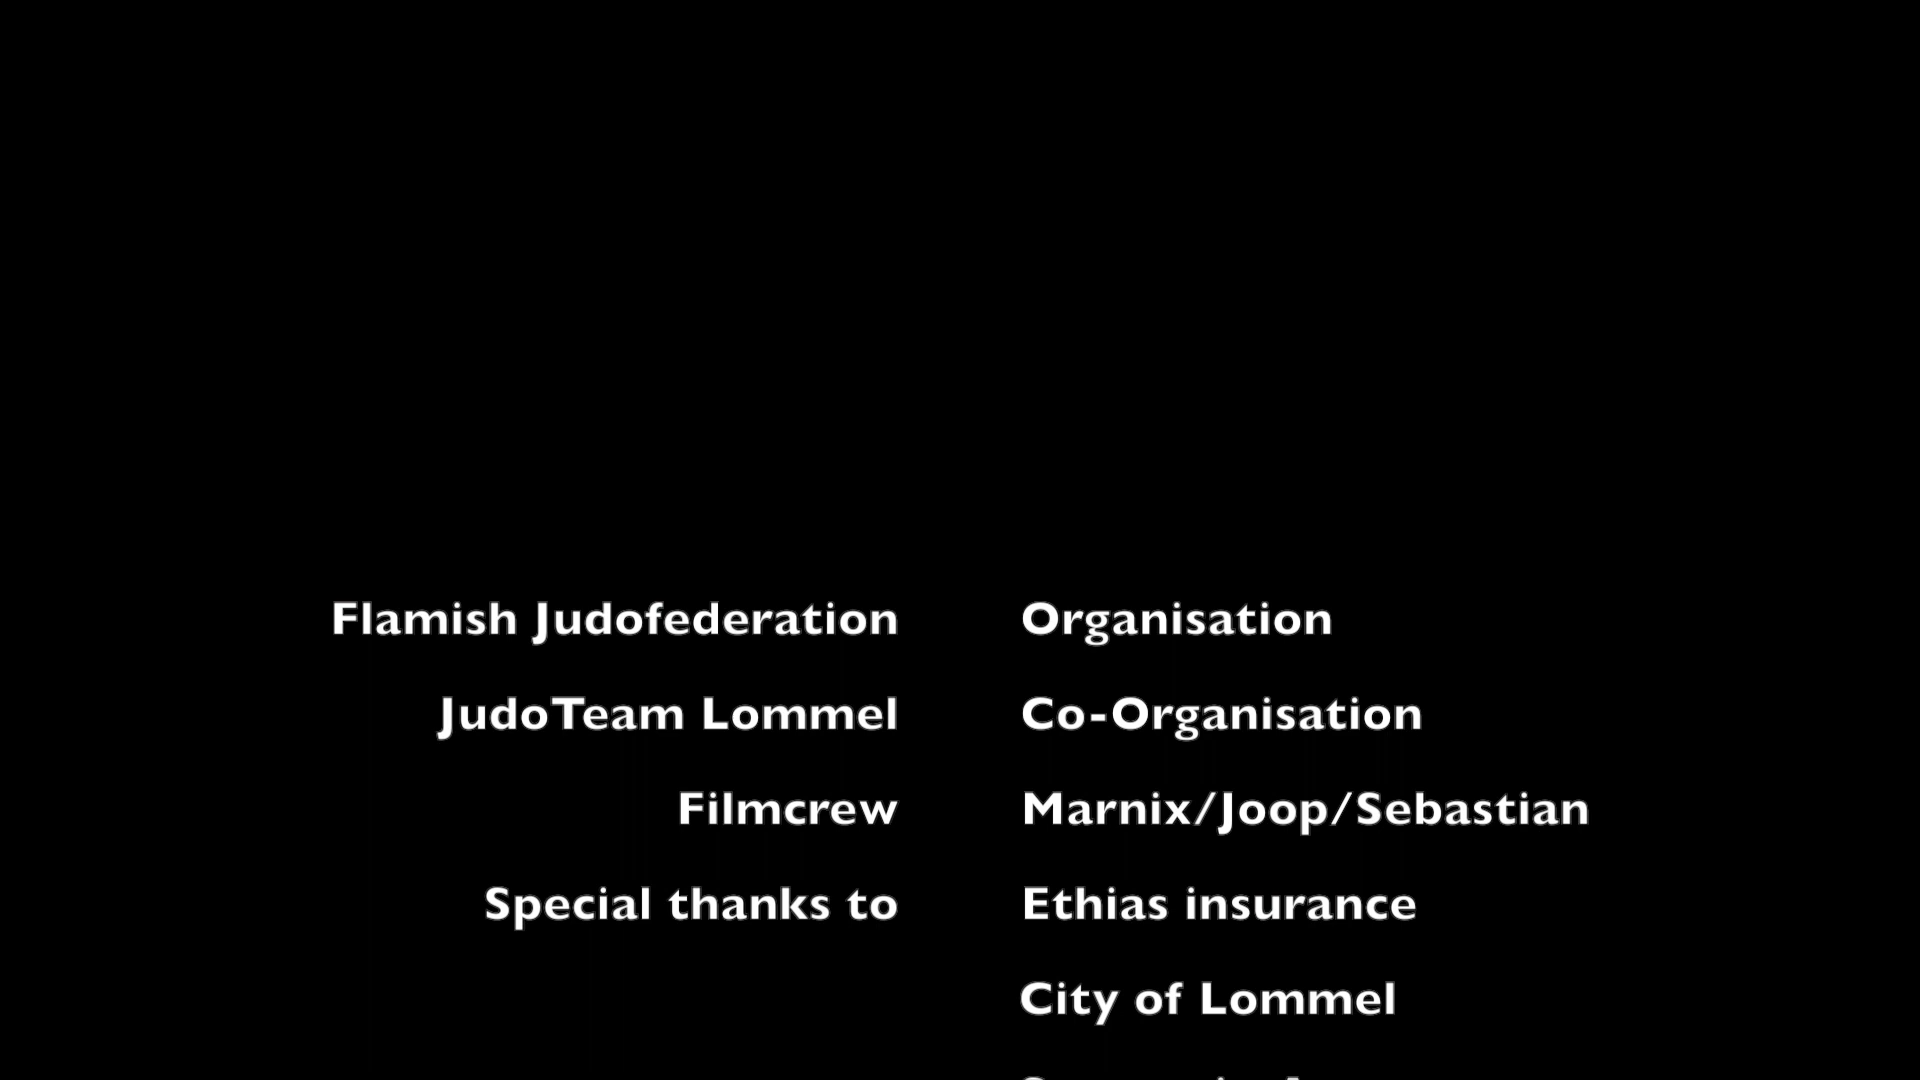 Flamish Judofederation Organisation
JudoTeam Lommel Co-Organisation
Filmcrew Marnix/Joop/Sebastian
Special thanks to Ethias insurance
City of Lommel